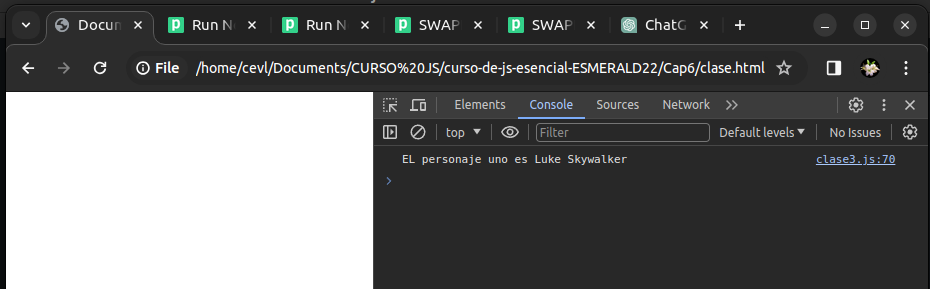 Docum
Run N
Run N
SWAP
SWAP
ChatG
File /home/cevl/Documents/CURSO%20JS/curso-de-js-esencial-ESMERALD22/Cap6/clase.html
Elements Console Sources Network
top Filter Default levels No Issues
EL personaje uno es Luke Skywalker clase3.js:70